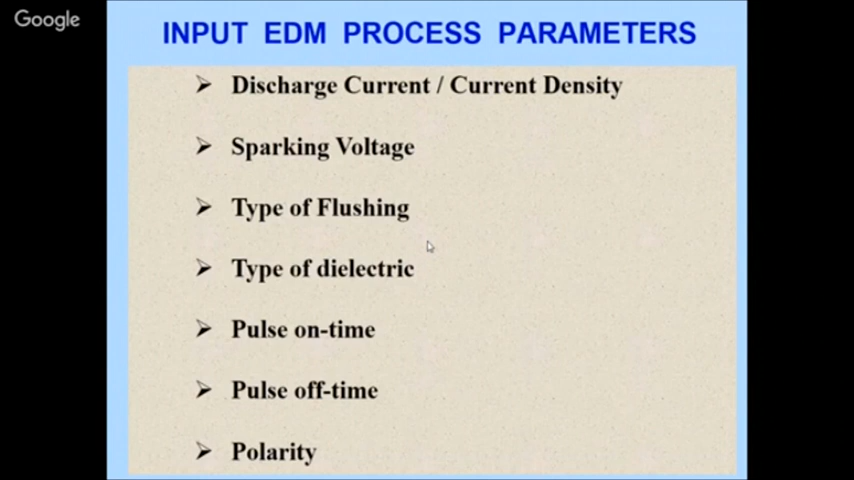 Google
INPUT EDM PROCESS PARAMETERS
Discharge Current / Current Density
Sparking Voltage
Type of Flushing
Type of dielectric
Pulse on-time
Pulse off-time
Polarity